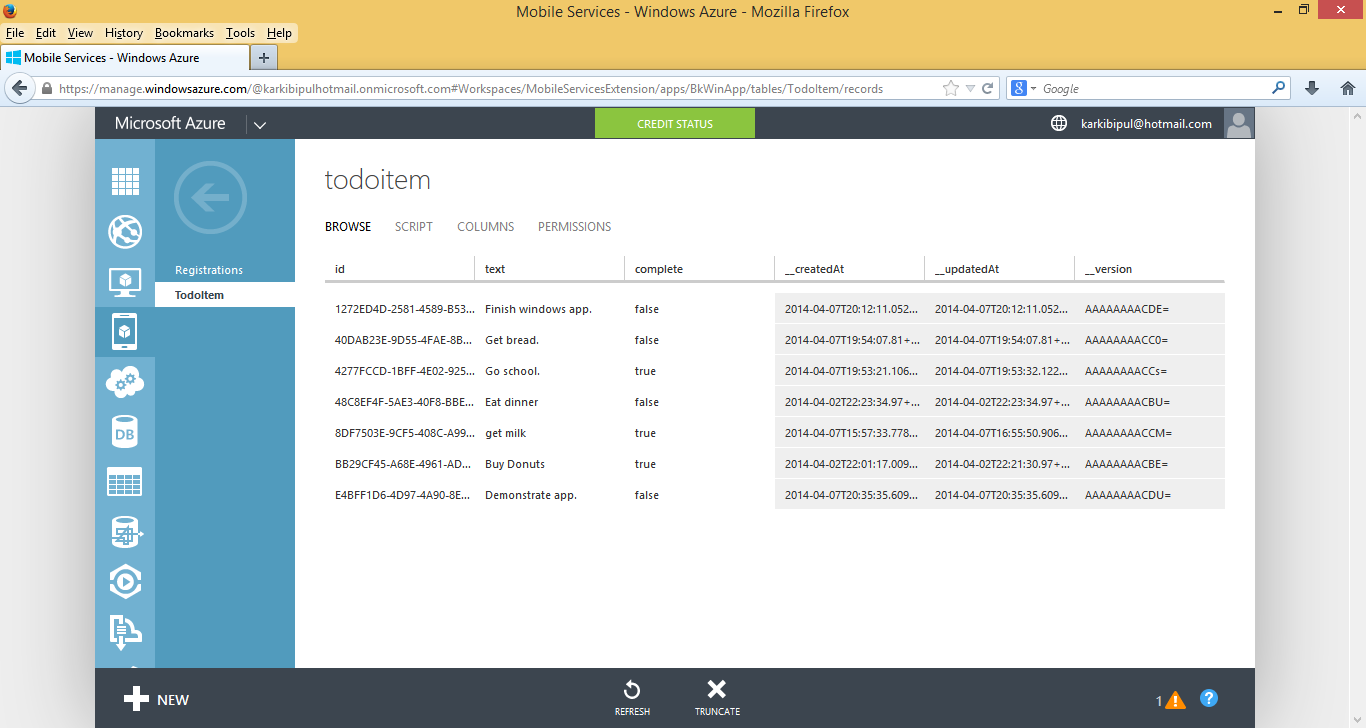 Mobile Services - Windows Azure - Mozilla Firefox
File Edit View History Bookmarks Tools Help
Mobile Services - Windows Azure
https://manage.windowsazure.com/@karkibipulhotmail.onmicrosoft.com#Workspaces/MobileServicesExtension/apps/BkWinApp/tables/TodoItem/records
Google
Microsoft Azure
CREDIT STATUS
karkibipul@hotmail.com
Registrations
TodoItem
DB
todoitem
BROWSE SCRIPT COLUMNS PERMISSIONS
id text complete __createdAt __updatedAt __version
1272ED4D-2581-4589-B53... Finish windows app. false 2014-04-07T20:12:11.052... 2014-04-07T20:12:11.052... AAAAAAAACDE=
40DAB23E-9D55-4FAE-8B... Get bread. false 2014-04-07T19:54:07.81+... 2014-04-07T19:54:07.81+... AAAAAAAACC0=
4277FCCD-1BFF-4E02-925... Go school. true 2014-04-07T19:53:21.106... 2014-04-07T19:53:32.122... AAAAAAAACCs=
48C8EF4F-5AE3-40F8-BBE... Eat dinner false 2014-04-02T22:23:34.97+... 2014-04-02T22:23:34.97+... AAAAAAAACBU=
8DF7503E-9CF5-408C-A99... get milk true 2014-04-07T15:57:33.778... 2014-04-07T16:55:50.906... AAAAAAAACCM=
BB29CF45-A68E-4961-AD... Buy Donuts true 2014-04-02T22:01:17.009... 2014-04-02T22:21:30.97+... AAAAAAAACBE=
E4BFF1D6-4D97-4A90-8E... Demonstrate app. false 2014-04-07T20:35:35.609... 2014-04-07T20:35:35.609... AAAAAAAACDU=
NEW
REFRESH
TRUNCATE
1